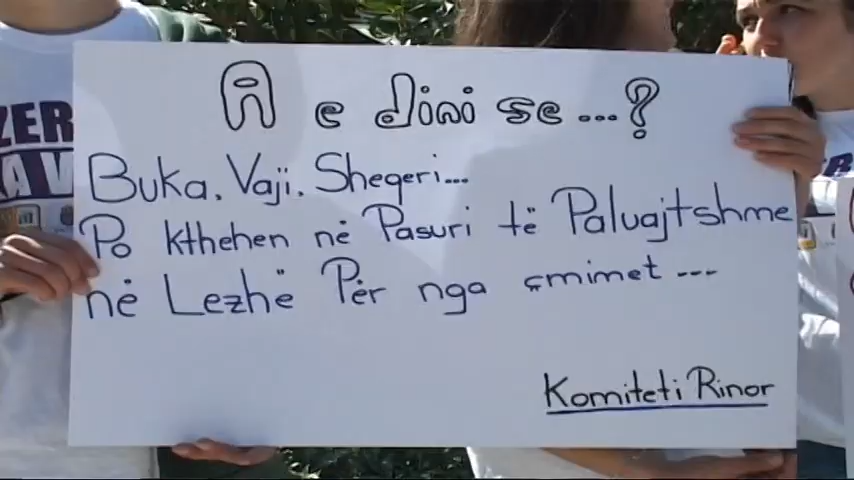 A e dini se...?
Buka, Vaji, Sheqeri...
Po kthehen në Pasuri të Paluajtshme
në Lezhë Për nga çmimet...
Komiteti Rinor